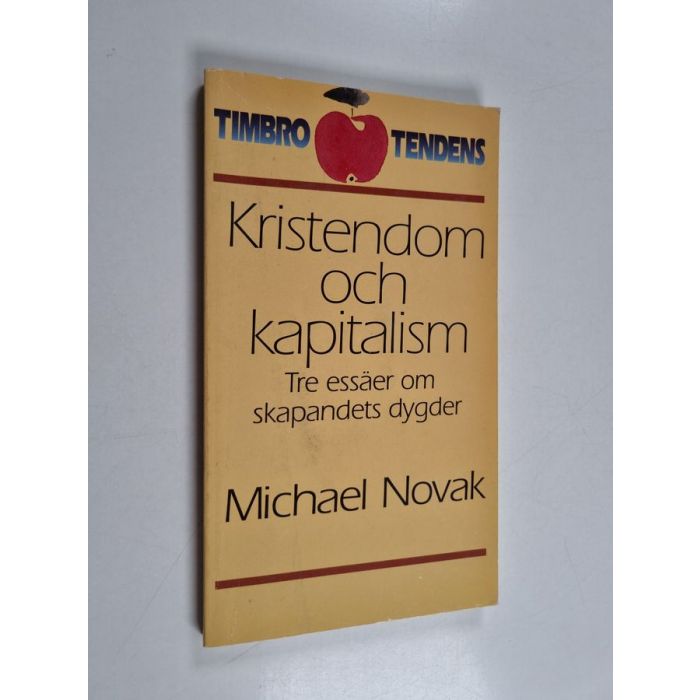 TIMBRO TENDENS
Kristendom
och
kapitalism
Tre essäer om
skapandets dygder
Michael Novak